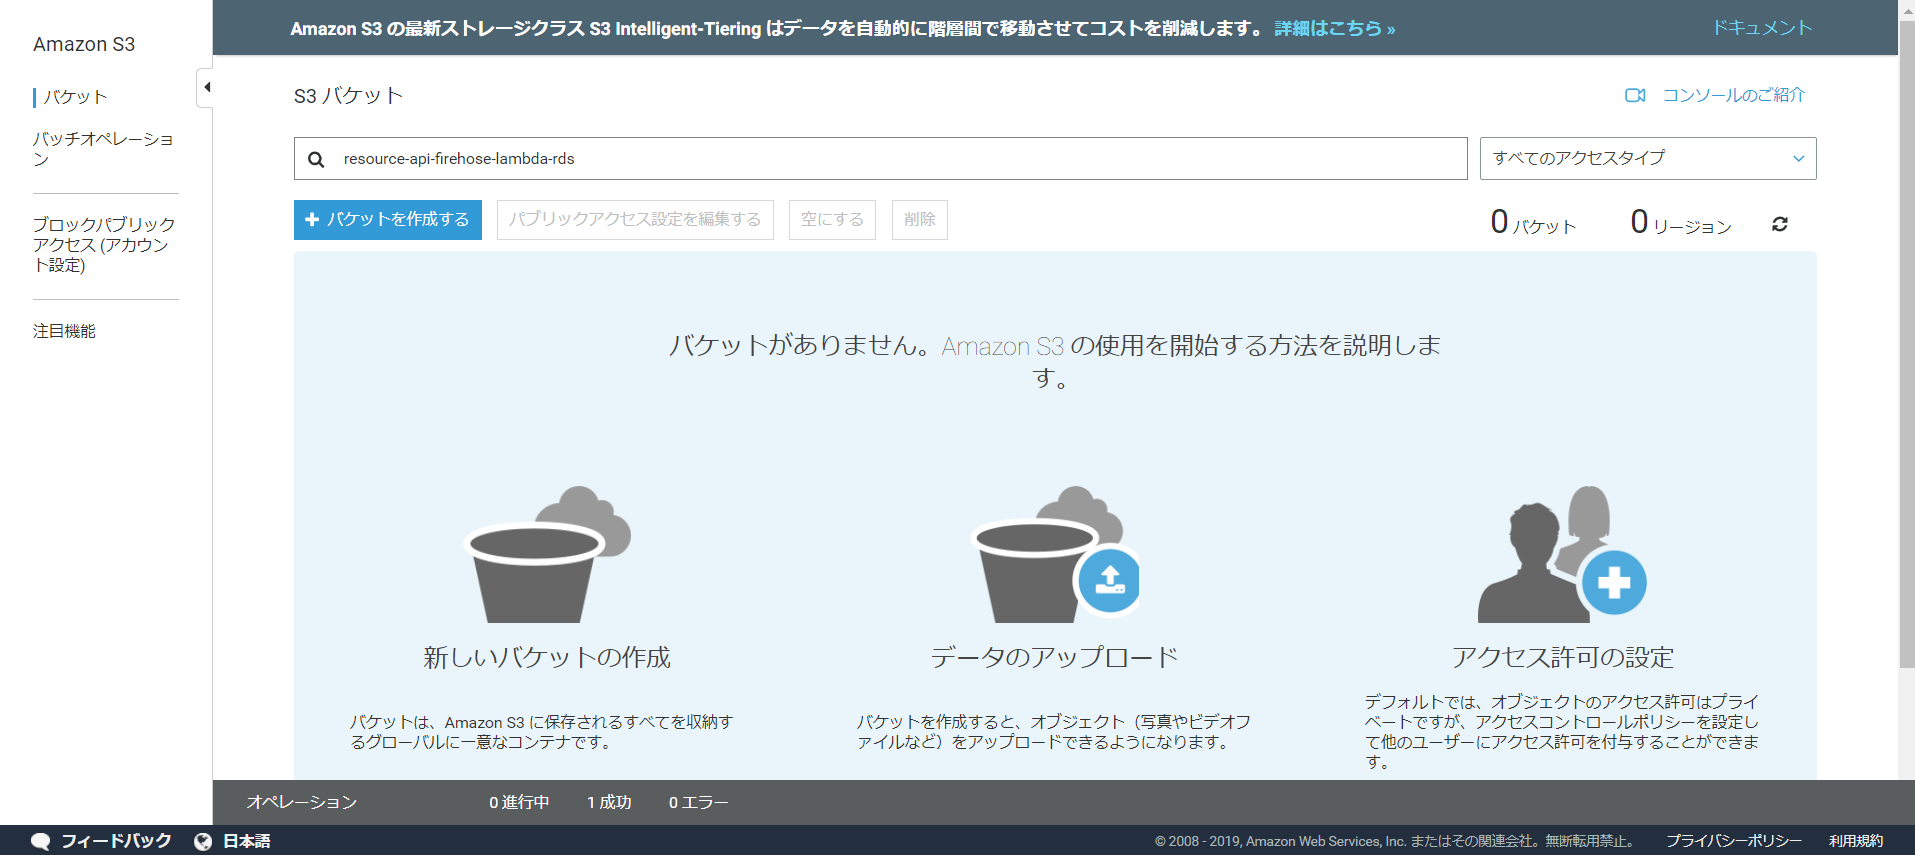 Amazon S3
バケット
バッチオペレーショ
ン
ブロックパブリック
アクセス (アカウン
ト設定)
注目機能
Amazon S3 の最新ストレージクラス S3 Intelligent-Tiering はデータを自動的に階層間で移動させてコストを削減します。 詳細はこちら »
ドキュメント
S3 バケット
コンソールのご紹介
resource-api-firehose-lambda-rds
すべてのアクセスタイプ
バケットを作成する
パブリックアクセス設定を編集する
空にする
削除
0 バケット
0 リージョン
バケットがありません。Amazon S3 の使用を開始する方法を説明しま
す。
新しいバケットの作成
バケットは、Amazon S3 に保存されるすべてを収納す
るグローバルに一意なコンテナです。
データのアップロード
バケットを作成すると、オブジェクト（写真やビデオフ
ァイルなど）をアップロードできるようになります。
アクセス許可の設定
デフォルトでは、オブジェクトのアクセス許可はプライ
ベートですが、アクセスコントロールポリシーを設定し
て他のユーザーにアクセス許可を付与することができま
す。
オペレーション
0 進行中
1 成功
0 エラー
フィードバック
日本語
© 2008 - 2019, Amazon Web Services, Inc. またはその関連会社。無断転用禁止。
プライバシーポリシー
利用規約